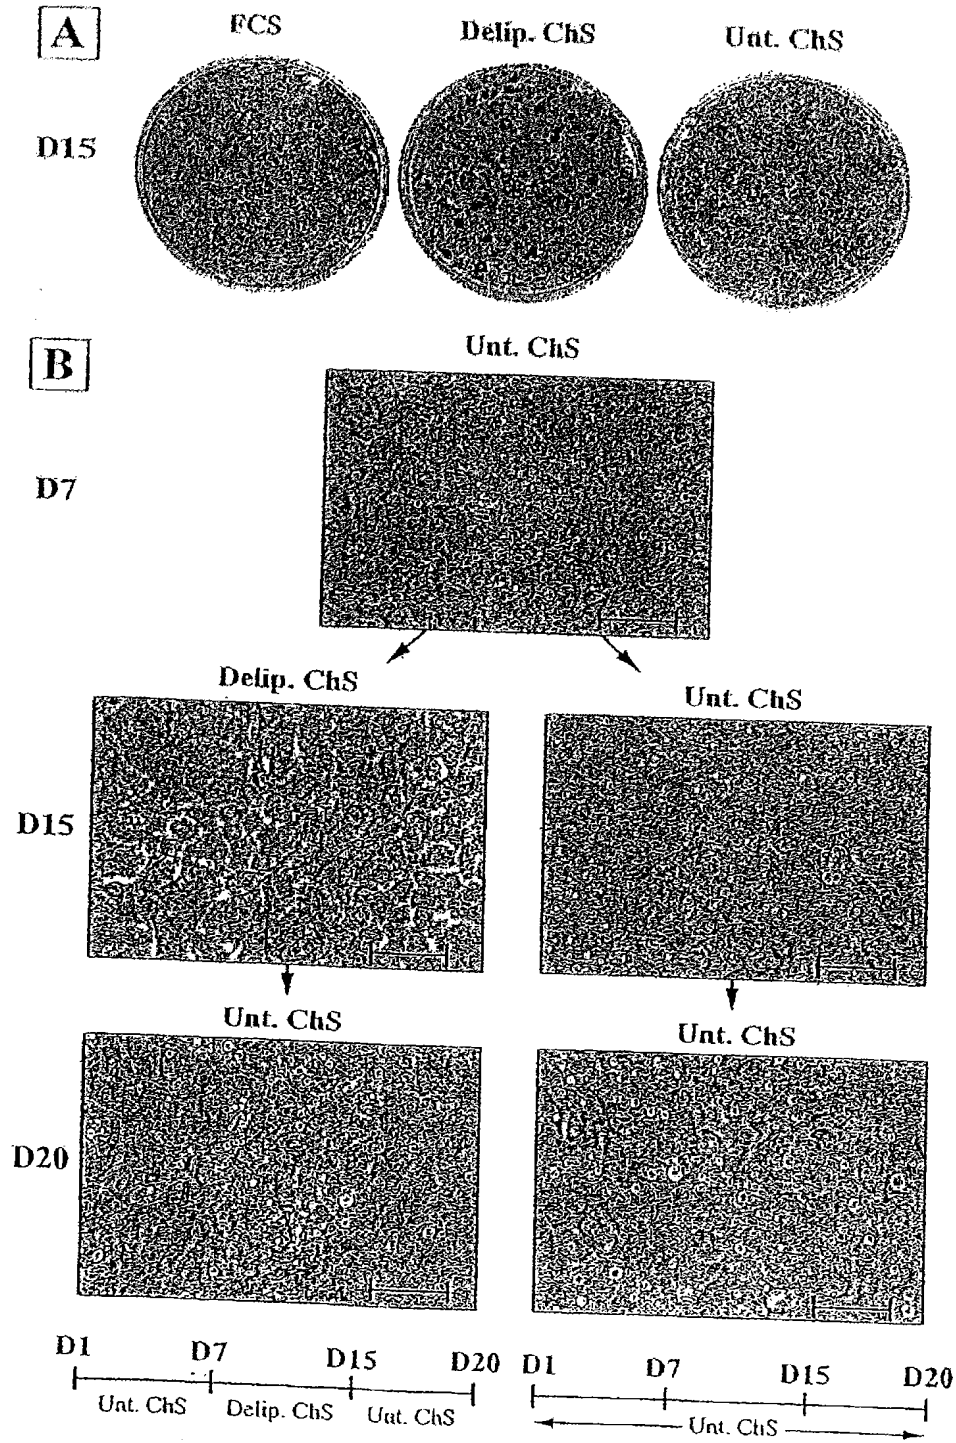 A
FCS
Delip. ChS
Unt. ChS
D15
B
Unt. ChS
D7
Delip. ChS
Unt. ChS
D15
Unt. ChS
Unt. ChS
D20
D1 D7 D15 D20 D1 D7 D15 D20
Unt. ChS Delip. ChS Unt. ChS
Unt. ChS